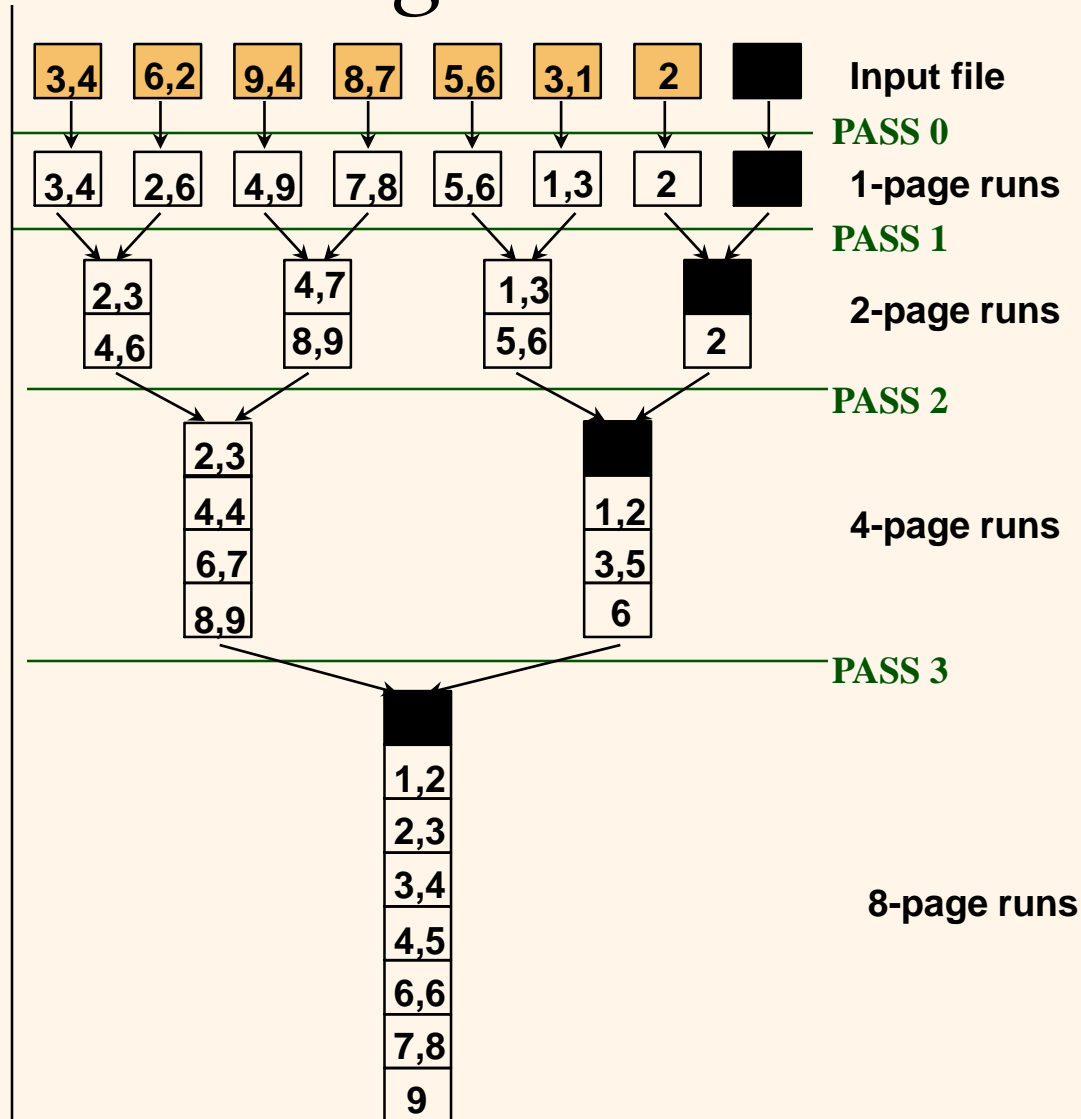 g
3,4 6,2 9,4 8,7 5,6 3,1 2 Input file
PASS 0
3,4 2,6 4,9 7,8 5,6 1,3 2 1-page runs
PASS 1
2,3 4,7 1,3
4,6 8,9 5,6 2 2-page runs
PASS 2
2,3
4,4 1,2 4-page runs
6,7 3,5
8,9 6
PASS 3
1,2
2,3
3,4 8-page runs
4,5
6,6
7,8
9